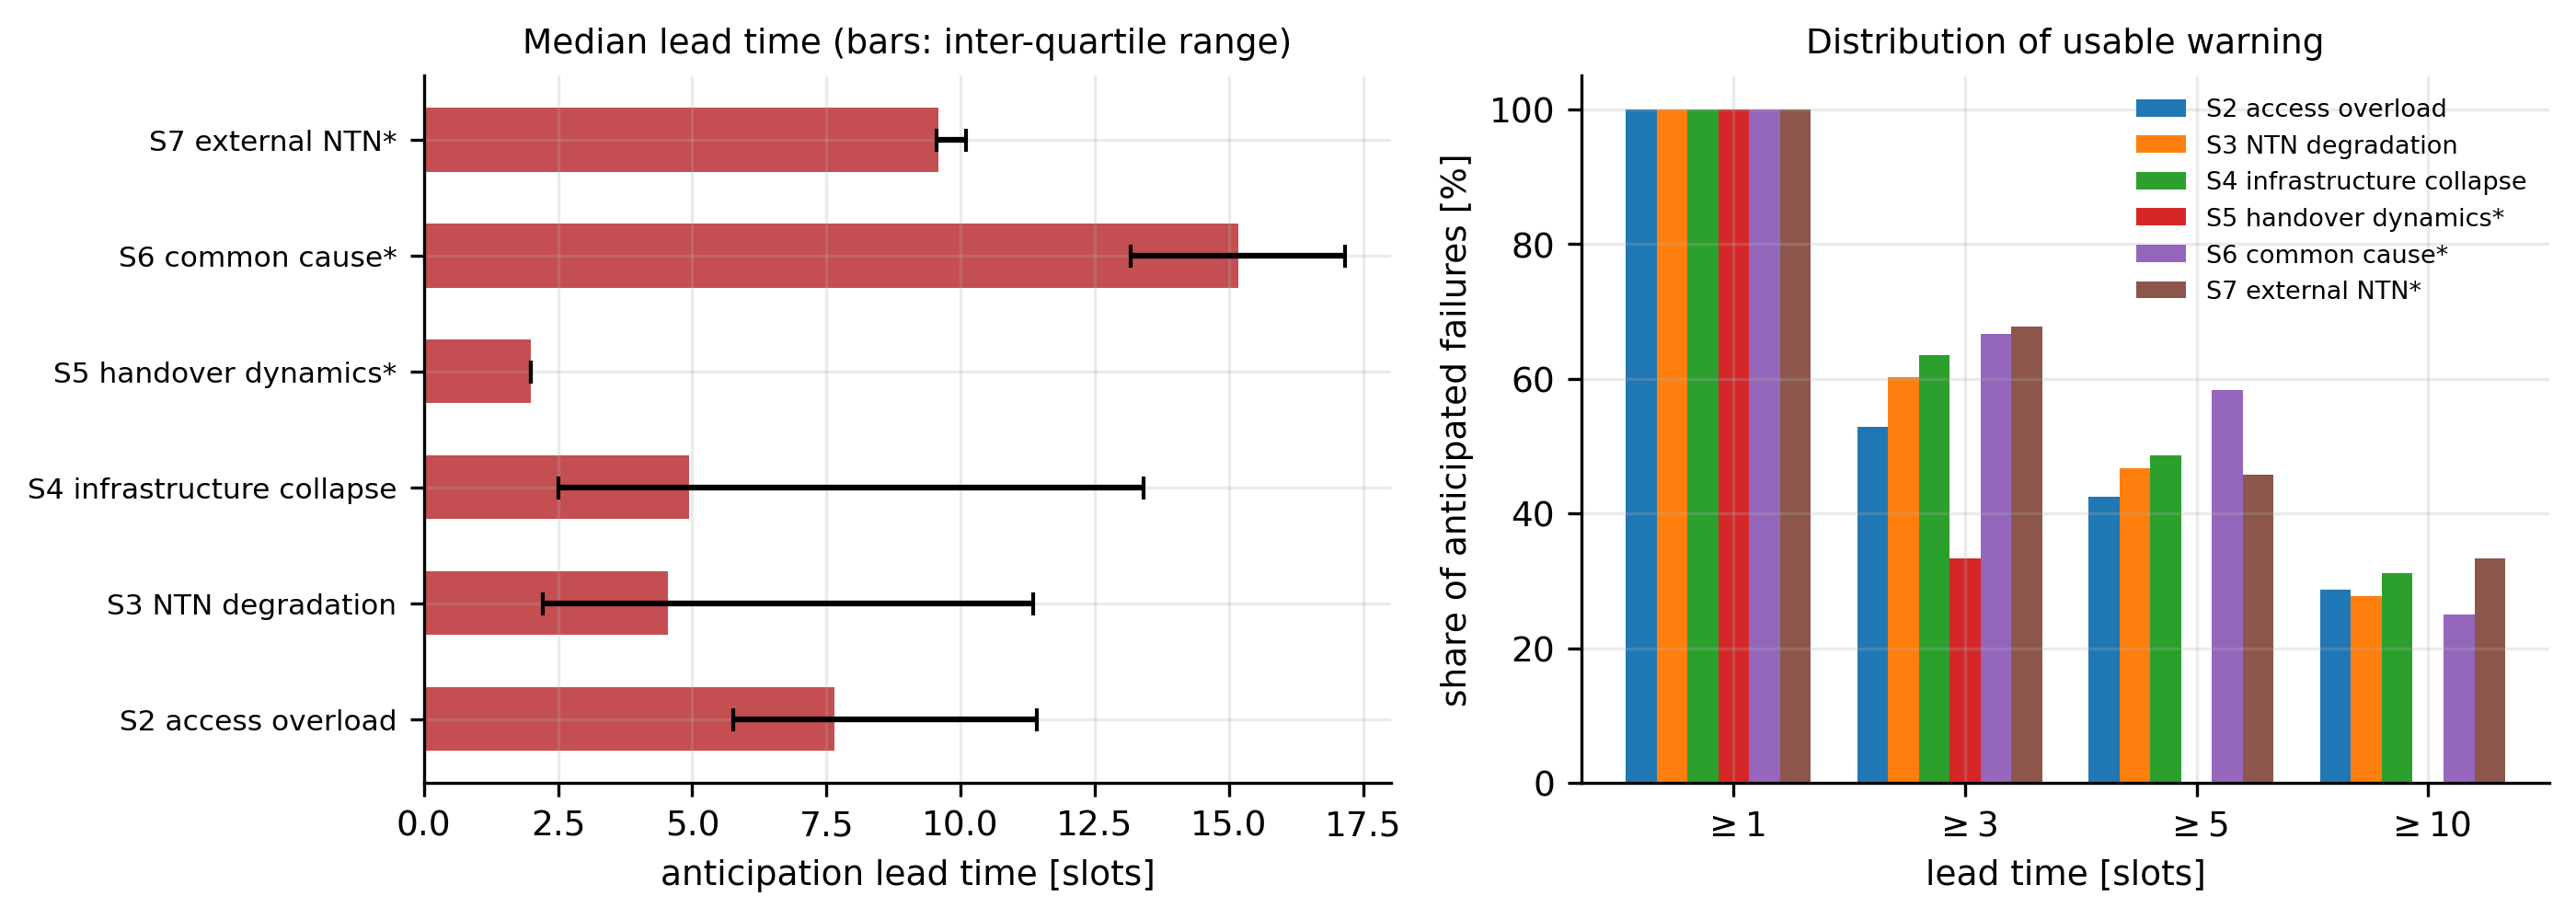 Median lead time (bars: inter-quartile range)
S7 external NTN*
S6 common cause*
S5 handover dynamics*
S4 infrastructure collapse
S3 NTN degradation
S2 access overload
0.0 2.5 5.0 7.5 10.0 12.5 15.0 17.5
anticipation lead time [slots]
Distribution of usable warning
share of anticipated failures [%]
100
80
60
40
20
0
S2 access overload
S3 NTN degradation
S4 infrastructure collapse
S5 handover dynamics*
S6 common cause*
S7 external NTN*
≥ 1 ≥ 3 ≥ 5 ≥ 10
lead time [slots]